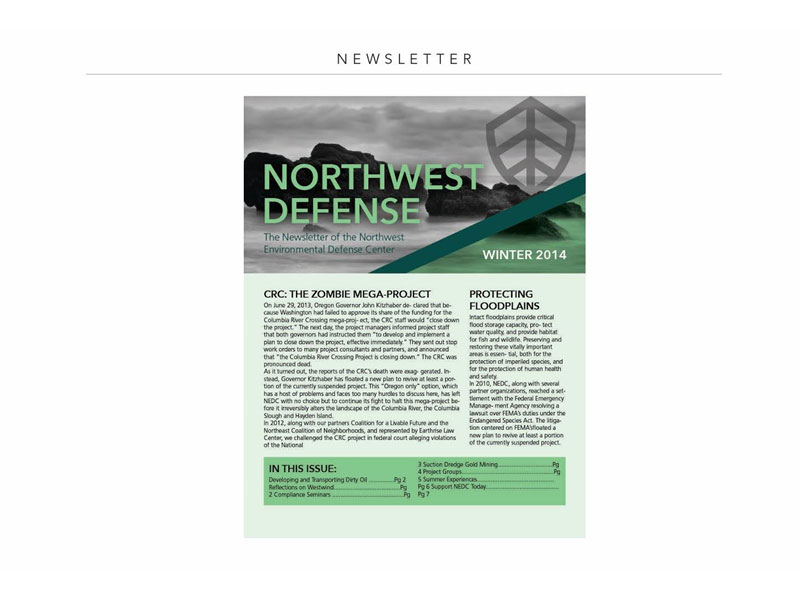 NEWSLETTER
NORTHWEST
DEFENSE
The Newsletter of the Northwest
Environmental Defense Center
WINTER 2014
CRC: THE ZOMBIE MEGA-PROJECT
On June 29, 2013, Oregon Governor John Kitzhaber de- clared that be-
cause Washington had failed to approve its share of the funding for the
Columbia River Crossing mega-proj- ect, the CRC staff would “close down
the project.” The next day, the project managers informed project staff
that both governors had instructed them “to develop and implement a
plan to close down the project, effective immediately.” They sent out stop
work orders to many project consultants and partners, and announced
that “the Columbia River Crossing Project is closing down.” The CRC was
pronounced dead.
As it turned out, the reports of the CRC’s death were exag- gerated. In-
stead, Governor Kitzhaber has floated a new plan to revive at least a por-
tion of the currently suspended project. This “Oregon only” option, which
has a host of problems and faces too many hurdles to discuss here, has left
NEDC with no choice but to continue its fight to halt this mega-project be-
fore it irreversibly alters the landscape of the Columbia River, the Columbia
Slough and Hayden Island.
In 2012, along with our partners Coalition for a Livable Future and the
Northeast Coalition of Neighborhoods, and represented by Earthrise Law
Center, we challenged the CRC project in federal court alleging violations
of the National
PROTECTING
FLOODPLAINS
Intact floodplains provide critical
flood storage capacity, pro- tect
water quality, and provide habitat
for fish and wildlife. Preserving and
restoring these vitally important
areas is essen- tial, both for the
protection of imperiled species, and
for the protection of human health
and safety.
In 2010, NEDC, along with several
partner organizations, reached a set-
tlement with the Federal Emergency
Manage- ment Agency resolving a
lawsuit over FEMA’s duties under the
Endangered Species Act. The litiga-
tion centered on FEMA’sfloated a
new plan to revive at least a portion
of the currently suspended project.
IN THIS ISSUE:
Developing and Transporting Dirty Oil ..............Pg 2
Reflections on Westwind.....................................Pg
2 Compliance Seminars .......................................Pg
3 Suction Dredge Gold Mining..............................Pg
4 Project Groups...................................................Pg
5 Summer Experiences..........................................
Pg 6 Support NEDC Today........................................
Pg 7